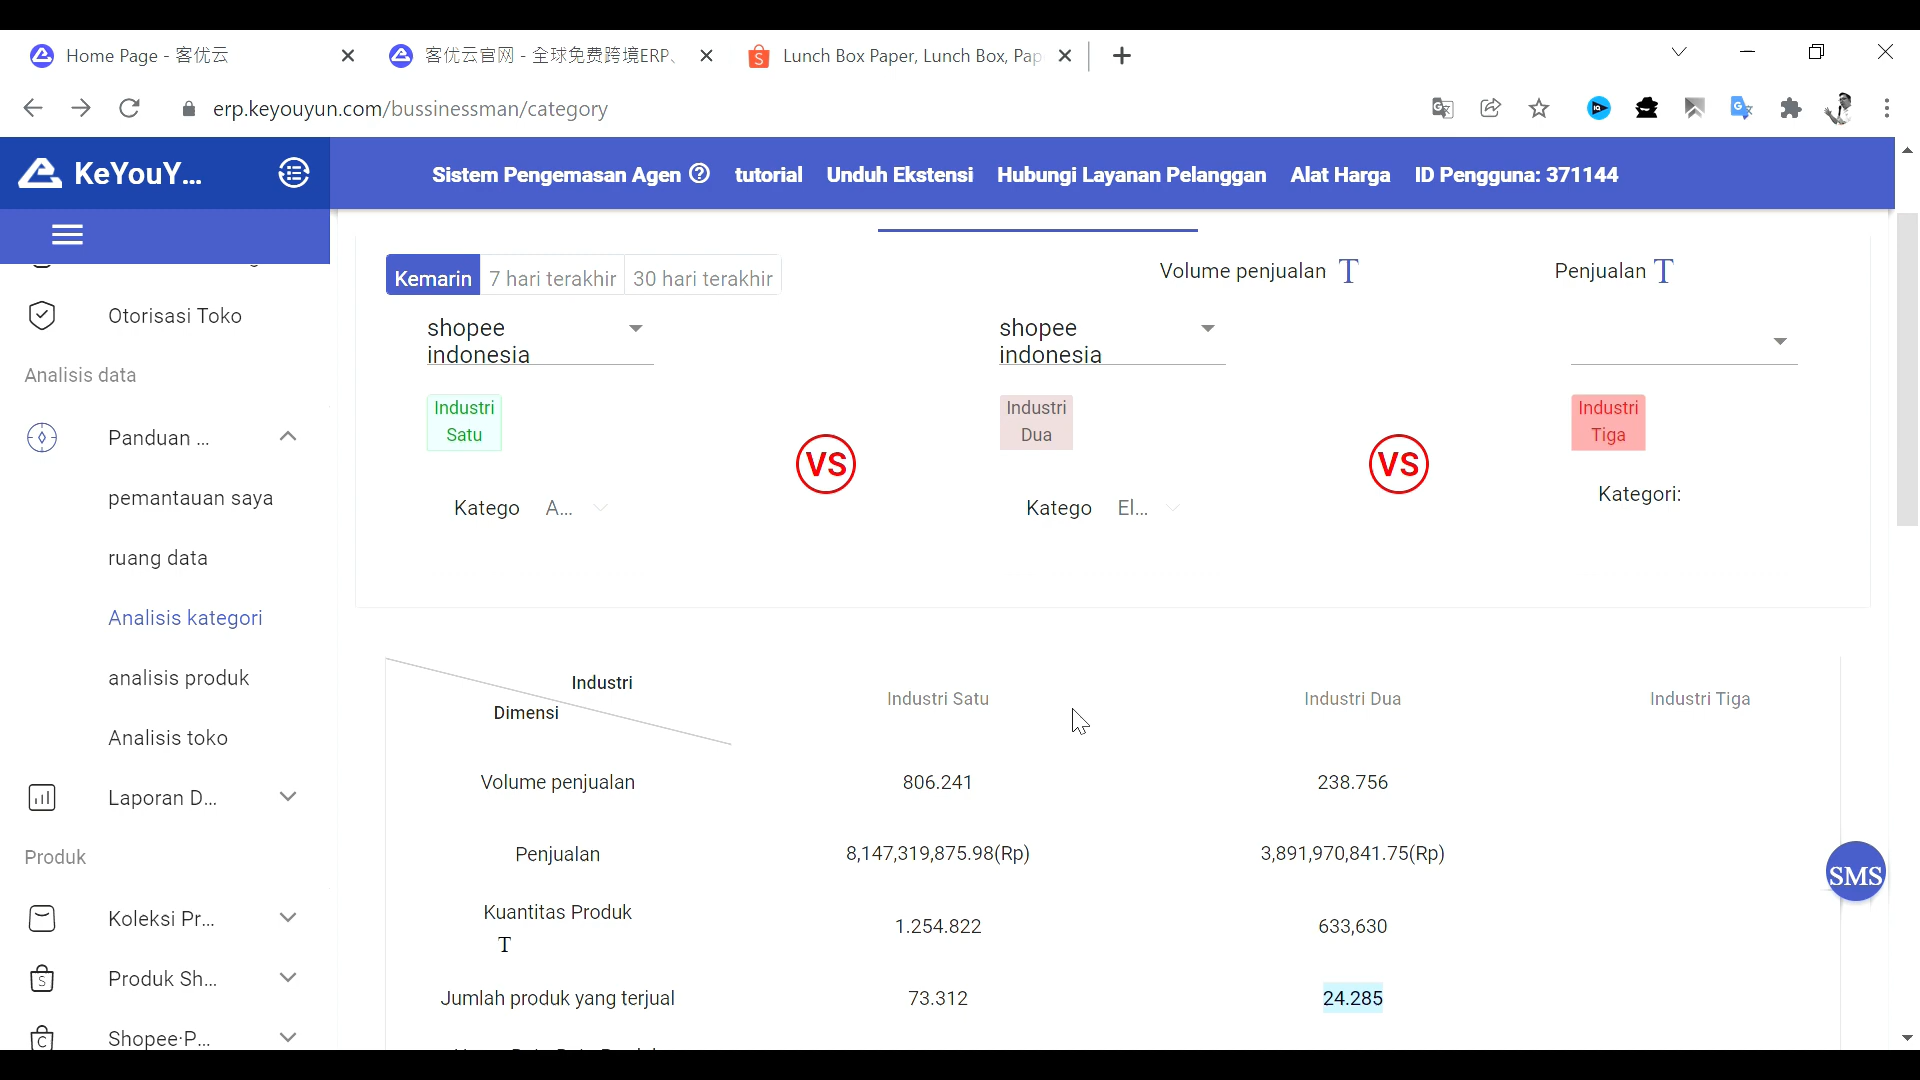 Home Page - 客优云
客优云官网 - 全球免费跨境ERP、
Lunch Box Paper, Lunch Box, Pap
erp.keyouyun.com/bussinessman/category
KeYouY...
Sistem Pengemasan Agen ?
tutorial
Unduh Ekstensi
Hubungi Layanan Pelanggan
Alat Harga
ID Pengguna: 371144
Otorisasi Toko
Analisis data
Panduan ...
pemantauan saya
ruang data
Analisis kategori
analisis produk
Analisis toko
Laporan D...
Produk
Koleksi Pr...
Produk Sh...
Shopee·P...
Kemarin
7 hari terakhir
30 hari terakhir
Volume penjualan T
Penjualan T
shopee
indonesia
shopee
indonesia
Industri
Satu
VS
Industri
Dua
VS
Industri
Tiga
Katego A...
Katego El...
Kategori:
Industri
Dimensi
Industri Satu
Industri Dua
Industri Tiga
Volume penjualan 806.241 238.756
Penjualan 8,147,319,875.98(Rp) 3,891,970,841.75(Rp)
Kuantitas Produk
T
1.254.822 633,630
Jumlah produk yang terjual 73.312 24.285
SMS